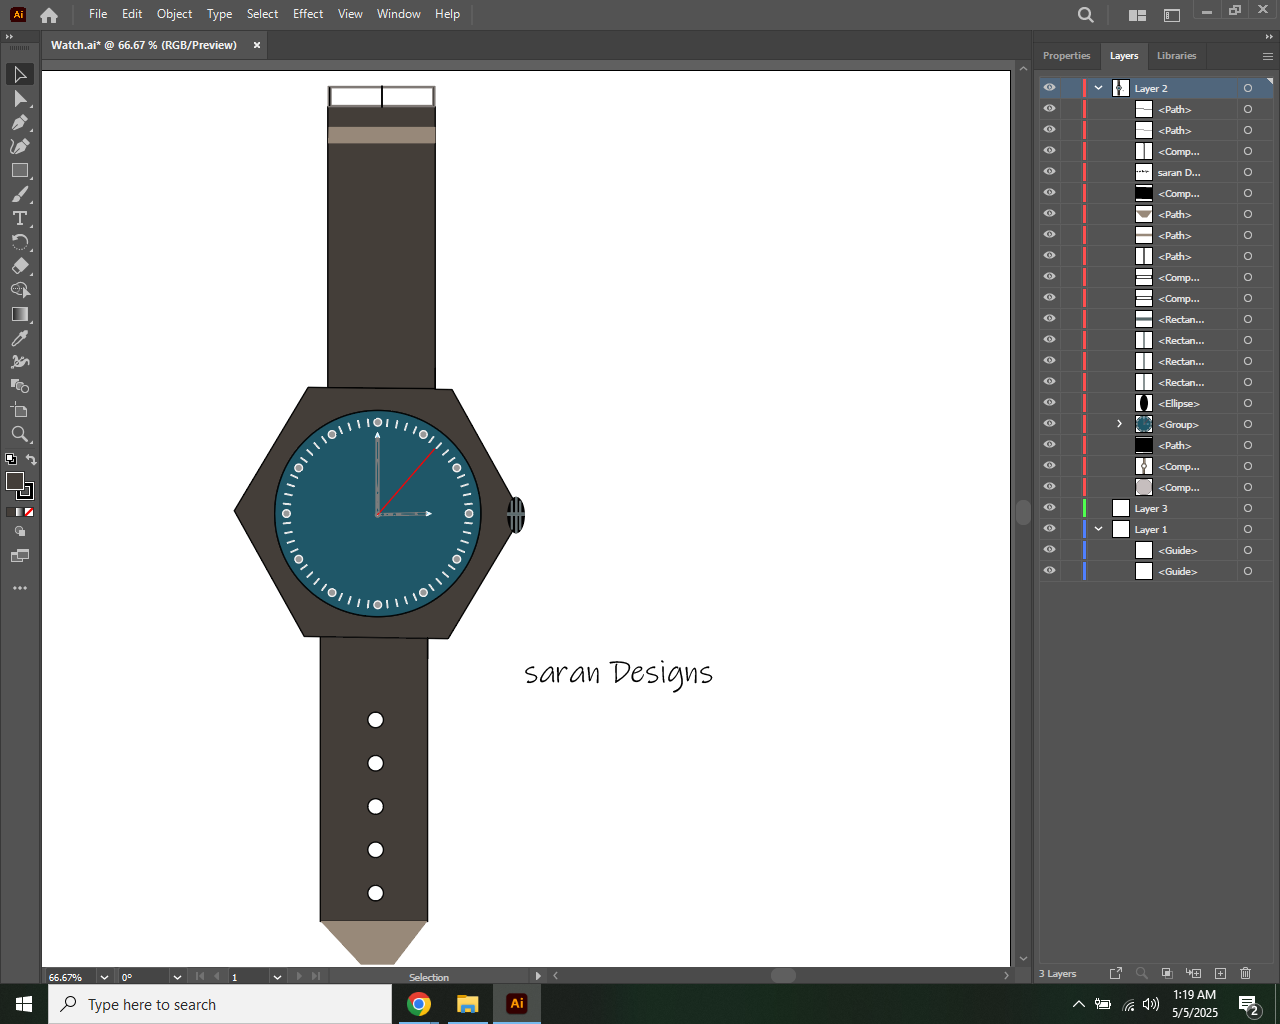 Ai File Edit Object Type Select Effect View Window Help
Watch.ai* @ 66.67 % (RGB/Preview)
Properties Layers Libraries
Layer 2
<Path>
<Path>
<Comp...
saran D...
<Comp...
<Path>
<Path>
<Path>
<Comp...
<Comp...
<Rectan...
<Rectan...
<Rectan...
<Rectan...
<Ellipse>
<Group>
<Path>
<Comp...
<Comp...
Layer 3
Layer 1
<Guide>
<Guide>
saran Designs
66.67% 0° 1 Selection
3 Layers
Type here to search
Ai
1:19 AM
5/5/2025
2